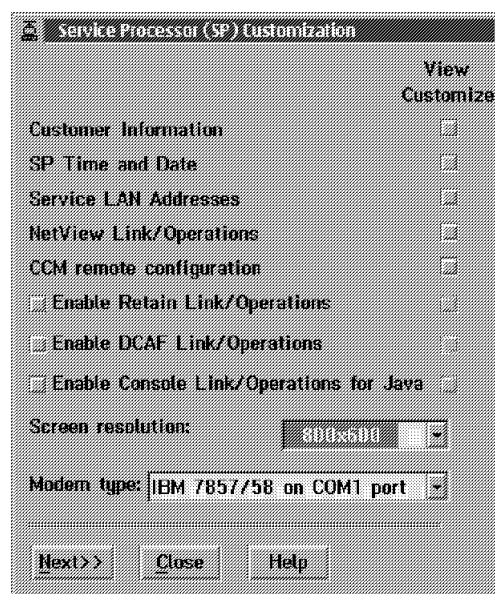 Service Processor (SP) Customization
View
Customize
Customer Information
SP Time and Date
Service LAN Addresses
NetView Link/Operations
CCM remote configuration
Enable Retain Link/Operations
Enable DCAF Link/Operations
Enable Console Link/Operations for Java
Screen resolution: 800x600
Modem type: IBM 7857/58 on COM1 port
Next>> Close Help